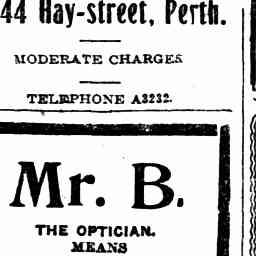 44 Hay-street, Perth.
MODERATE CHARGES
TELEPHONE A3232.
Mr. B.
THE OPTICIAN.
MEANS